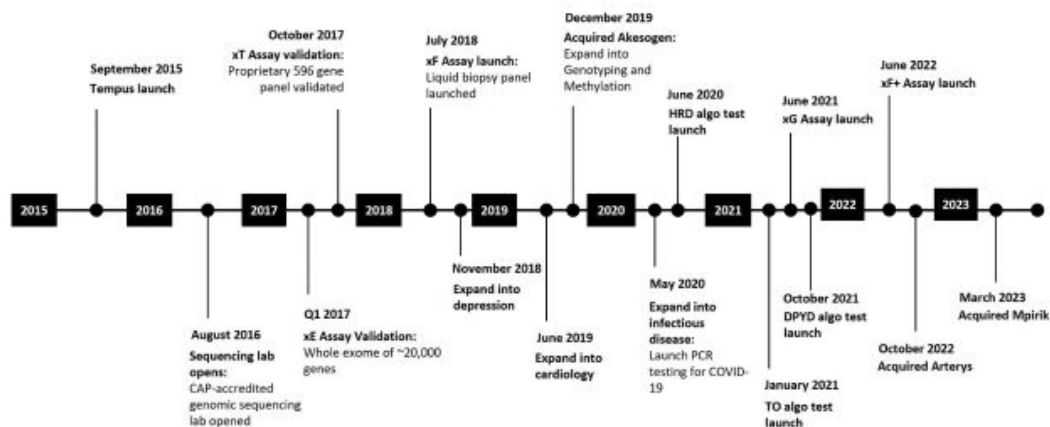 September 2015
Tempus launch
October 2017
xT Assay validation:
Proprietary 596 gene
panel validated
July 2018
xF Assay launch:
Liquid biopsy panel
launched
December 2019
Acquired Akesogen:
Expand into
Genotyping and
Methylation
June 2020
HRD algo test
launch
June 2021
xG Assay launch
June 2022
xF+ Assay launch
2015
2016
2017
2018
2019
2020
2021
2022
2023
August 2016
Sequencing lab
opens:
CAP-accredited
genomic sequencing
lab opened
Q1 2017
xE Assay Validation:
Whole exome of ~20,000
genes
November 2018
Expand into
depression
June 2019
Expand into
cardiology
May 2020
Expand into
infectious
disease:
Launch PCR
testing for COVID-
19
January 2021
TO algo test
launch
October 2021
DPYD algo test
launch
October 2022
Acquired Arterys
March 2023
Acquired Mpirik